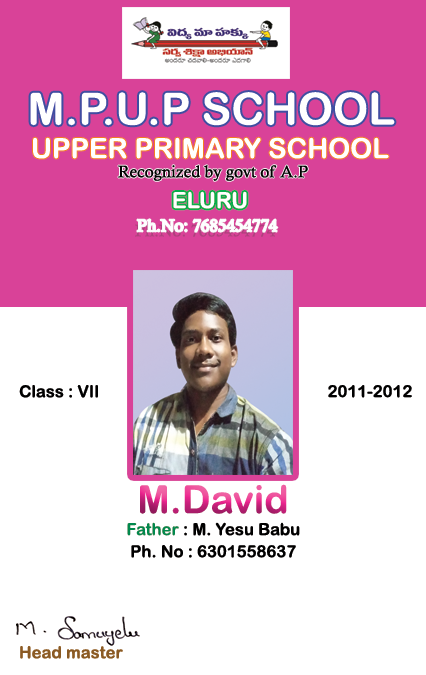 విద్య మా హక్కు
సర్వ శిక్షా అభియాన్
అందరూ చదవాలి-అందరూ ఎదగాలి
M.P.U.P SCHOOL
UPPER PRIMARY SCHOOL
Recognized by govt of A.P
ELURU
Ph.No: 7685454774
Class : VII
2011-2012
M.David
Father : M. Yesu Babu
Ph. No : 6301558637
M. Samuyelu
Head master